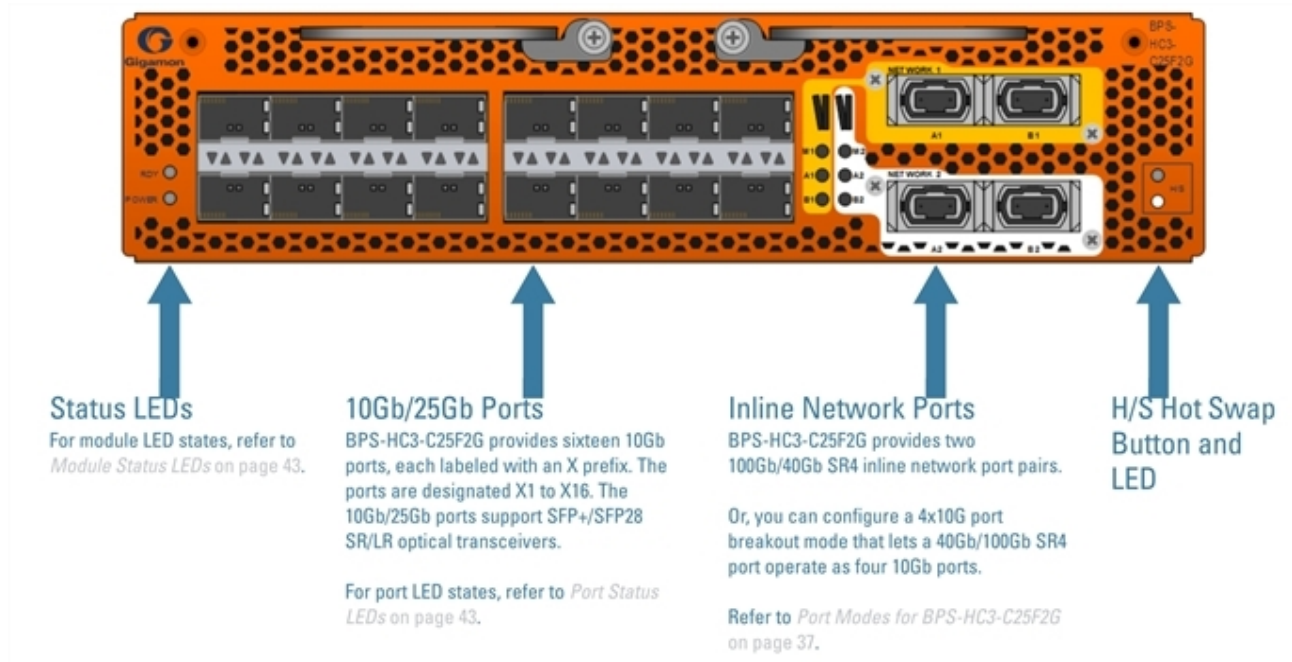 Gigamon
BPS-
HC3-
C25F2G
NETWORK 1
A1 B1
M1 M2
A1 A2
B1 B2
RDY
POWER
NETWORK 2
A2 B2
H/S
Status LEDs
For module LED states, refer to
Module Status LEDs on page 43.
10Gb/25Gb Ports
BPS-HC3-C25F2G provides sixteen 10Gb
ports, each labeled with an X prefix. The
ports are designated X1 to X16. The
10Gb/25Gb ports support SFP+/SFP28
SR/LR optical transceivers.
For port LED states, refer to Port Status
LEDs on page 43.
Inline Network Ports
BPS-HC3-C25F2G provides two
100Gb/40Gb SR4 inline network port pairs.
Or, you can configure a 4x10G port
breakout mode that lets a 40Gb/100Gb SR4
port operate as four 10Gb ports.
Refer to Port Modes for BPS-HC3-C25F2G
on page 37.
H/S Hot Swap
Button and
LED